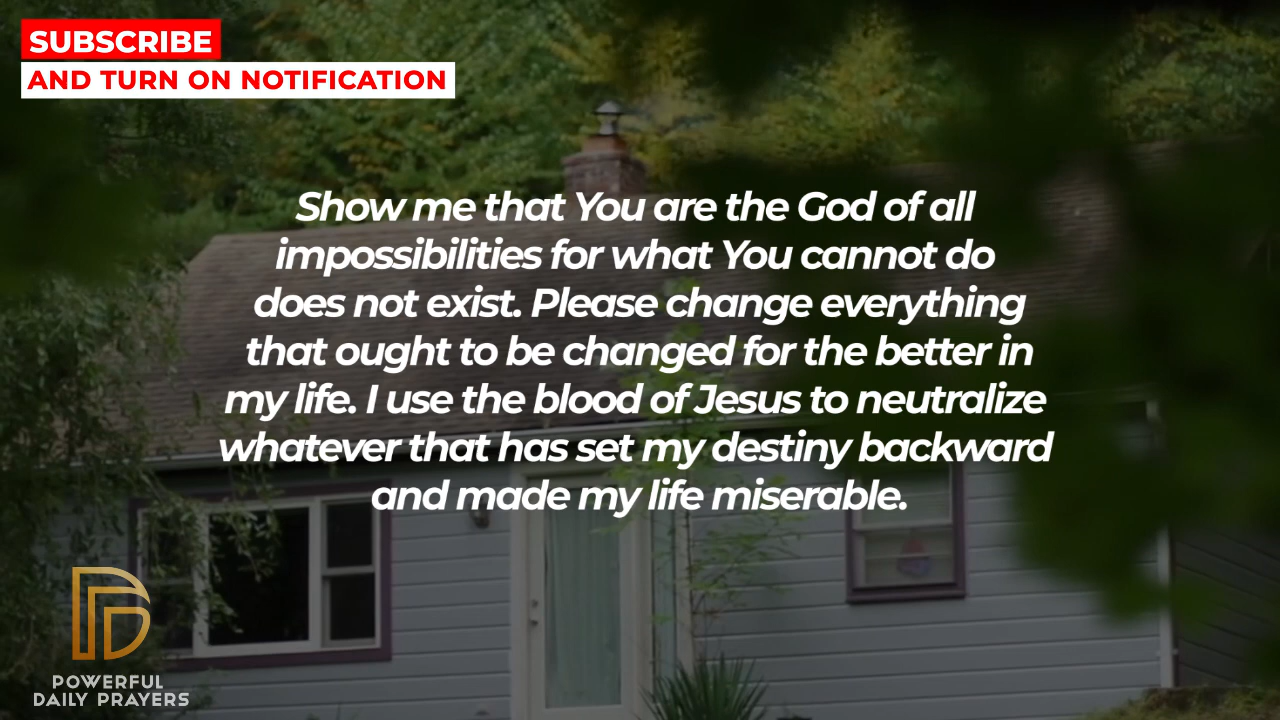 SUBSCRIBE
AND TURN ON NOTIFICATION
Show me that You are the God of all
impossibilities for what You cannot do
does not exist. Please change everything
that ought to be changed for the better in
my life. I use the blood of Jesus to neutralize
whatever that has set my destiny backward
and made my life miserable.
POWERFUL
DAILY PRAYERS